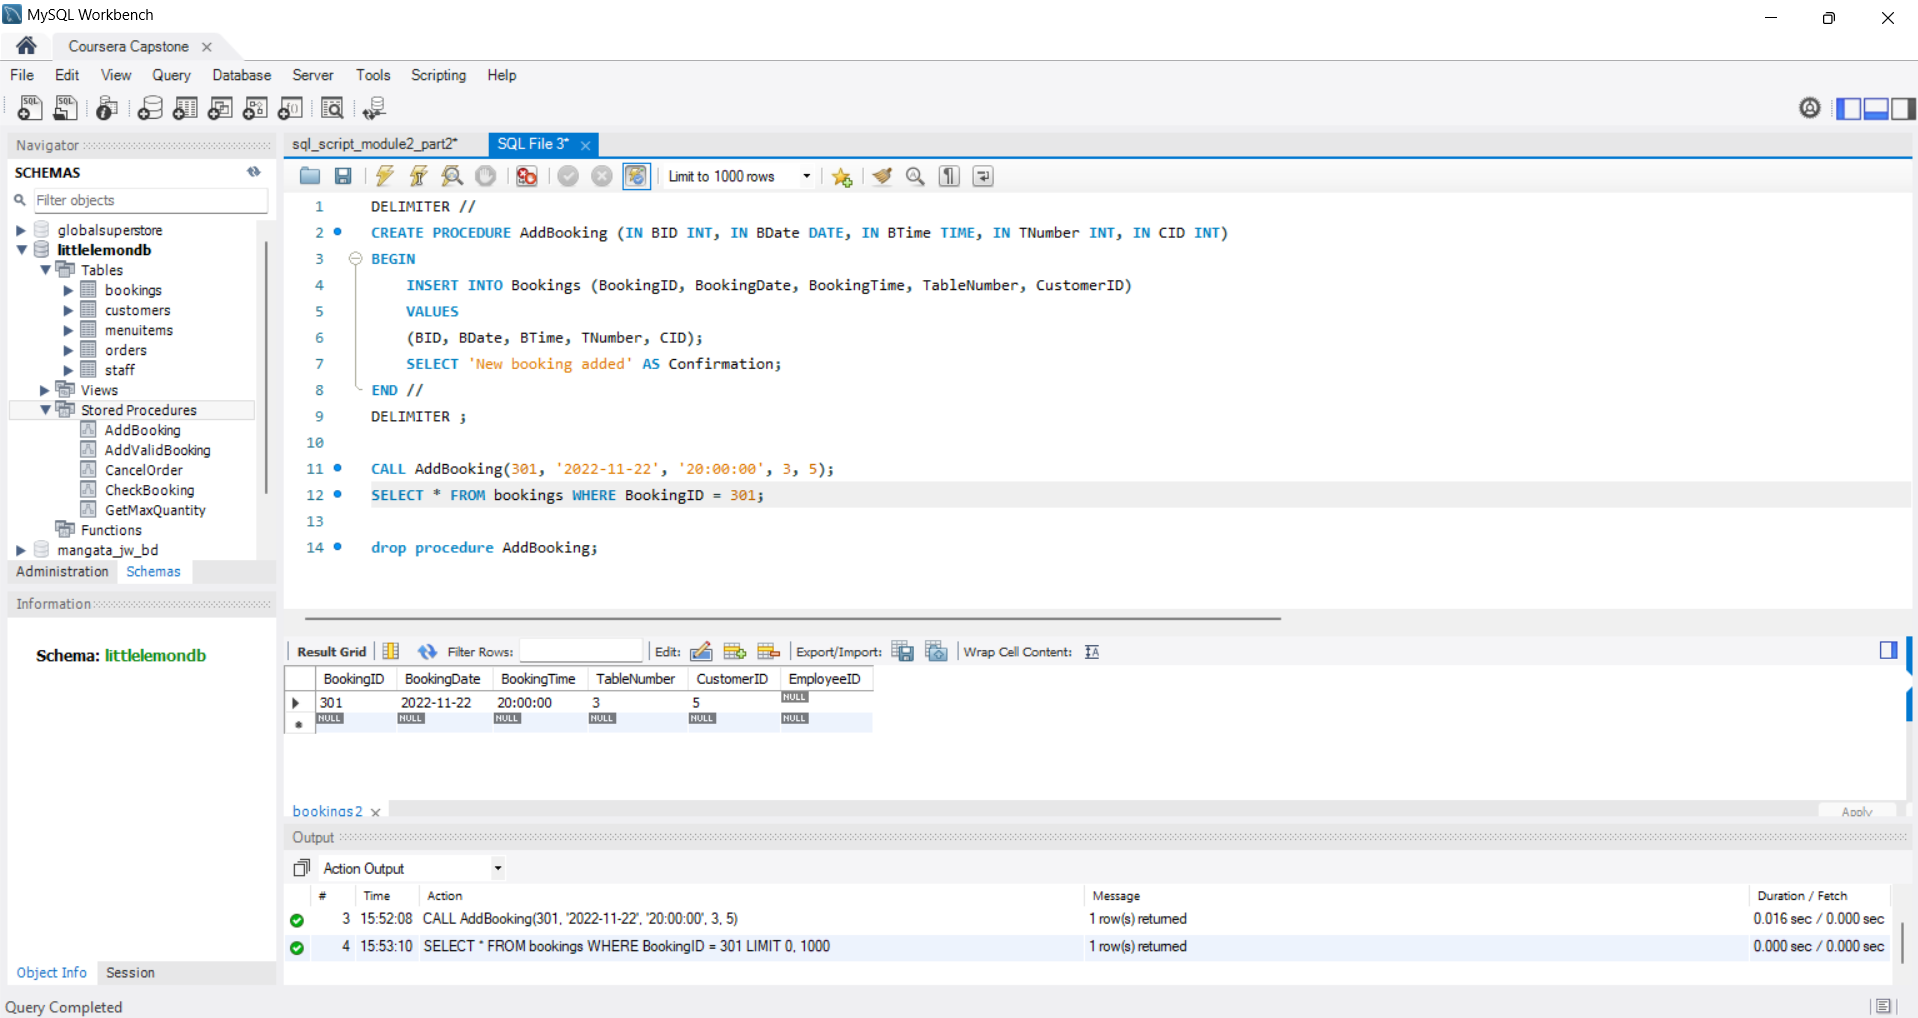 MySQL Workbench
Coursera Capstone
File Edit View Query Database Server Tools Scripting Help
Navigator
SCHEMAS
Filter objects
globalsuperstore
littlelemondb
Tables
bookings
customers
menuitems
orders
staff
Views
Stored Procedures
AddBooking
AddValidBooking
CancelOrder
CheckBooking
GetMaxQuantity
Functions
mangata_jw_bd
Administration Schemas
Information
Schema: littlelemondb
Object Info Session
sql_script_module2_part2* SQL File 3*
Limit to 1000 rows
1 DELIMITER //
2 CREATE PROCEDURE AddBooking (IN BID INT, IN BDate DATE, IN BTime TIME, IN TNumber INT, IN CID INT)
3 BEGIN
4 INSERT INTO Bookings (BookingID, BookingDate, BookingTime, TableNumber, CustomerID)
5 VALUES
6 (BID, BDate, BTime, TNumber, CID);
7 SELECT 'New booking added' AS Confirmation;
8 END //
9 DELIMITER ;
10
11 CALL AddBooking(301, '2022-11-22', '20:00:00', 3, 5);
12 SELECT * FROM bookings WHERE BookingID = 301;
13
14 drop procedure AddBooking;
Result Grid Filter Rows: Edit: Export/Import: Wrap Cell Content:
BookingID BookingDate BookingTime TableNumber CustomerID EmployeeID
301 2022-11-22 20:00:00 3 5 NULL
NULL NULL NULL NULL NULL NULL
bookings2 Apply
Output
Action Output
# Time Action Message Duration / Fetch
3 15:52:08 CALL AddBooking(301, '2022-11-22', '20:00:00', 3, 5) 1 row(s) returned 0.016 sec / 0.000 sec
4 15:53:10 SELECT * FROM bookings WHERE BookingID = 301 LIMIT 0, 1000 1 row(s) returned 0.000 sec / 0.000 sec
Query Completed